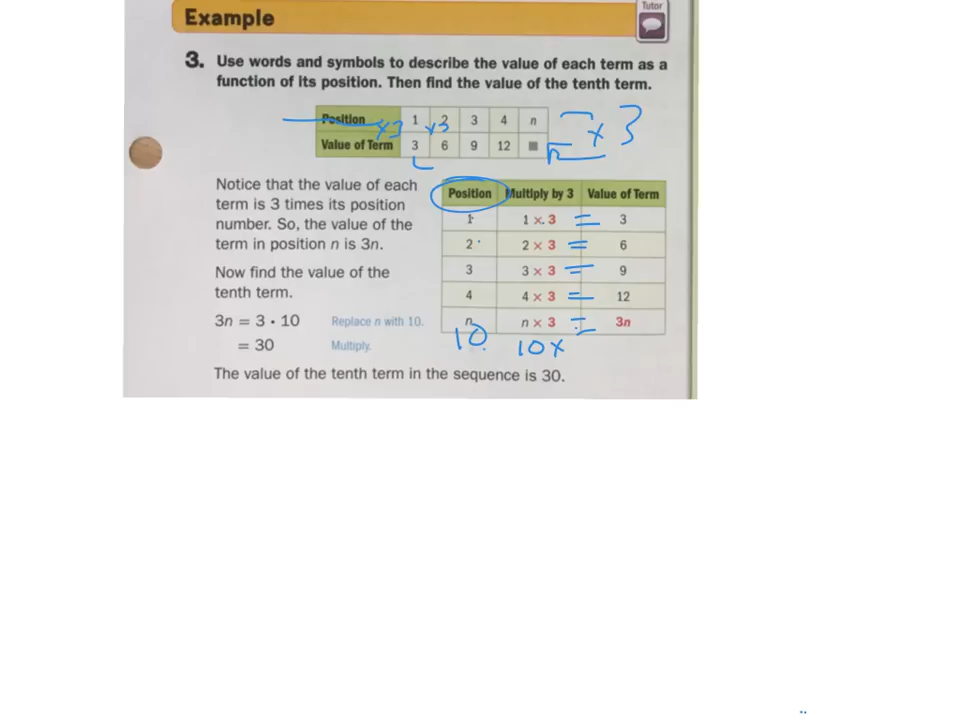 Tutor
Example
3. Use words and symbols to describe the value of each term as a
function of its position. Then find the value of the tenth term.
Position 1 2 3 4 n
x3 x3
x 3
Value of Term 3 6 9 12 ■
Notice that the value of each
term is 3 times its position
number. So, the value of the
term in position n is 3n.
Now find the value of the
tenth term.
3n = 3 · 10 Replace n with 10.
= 30 Multiply.
Position Multiply by 3 Value of Term
1 1 × 3 = 3
2 2 × 3 = 6
3 3 × 3 = 9
4 4 × 3 = 12
n n × 3 = 3n
10 10x
The value of the tenth term in the sequence is 30.